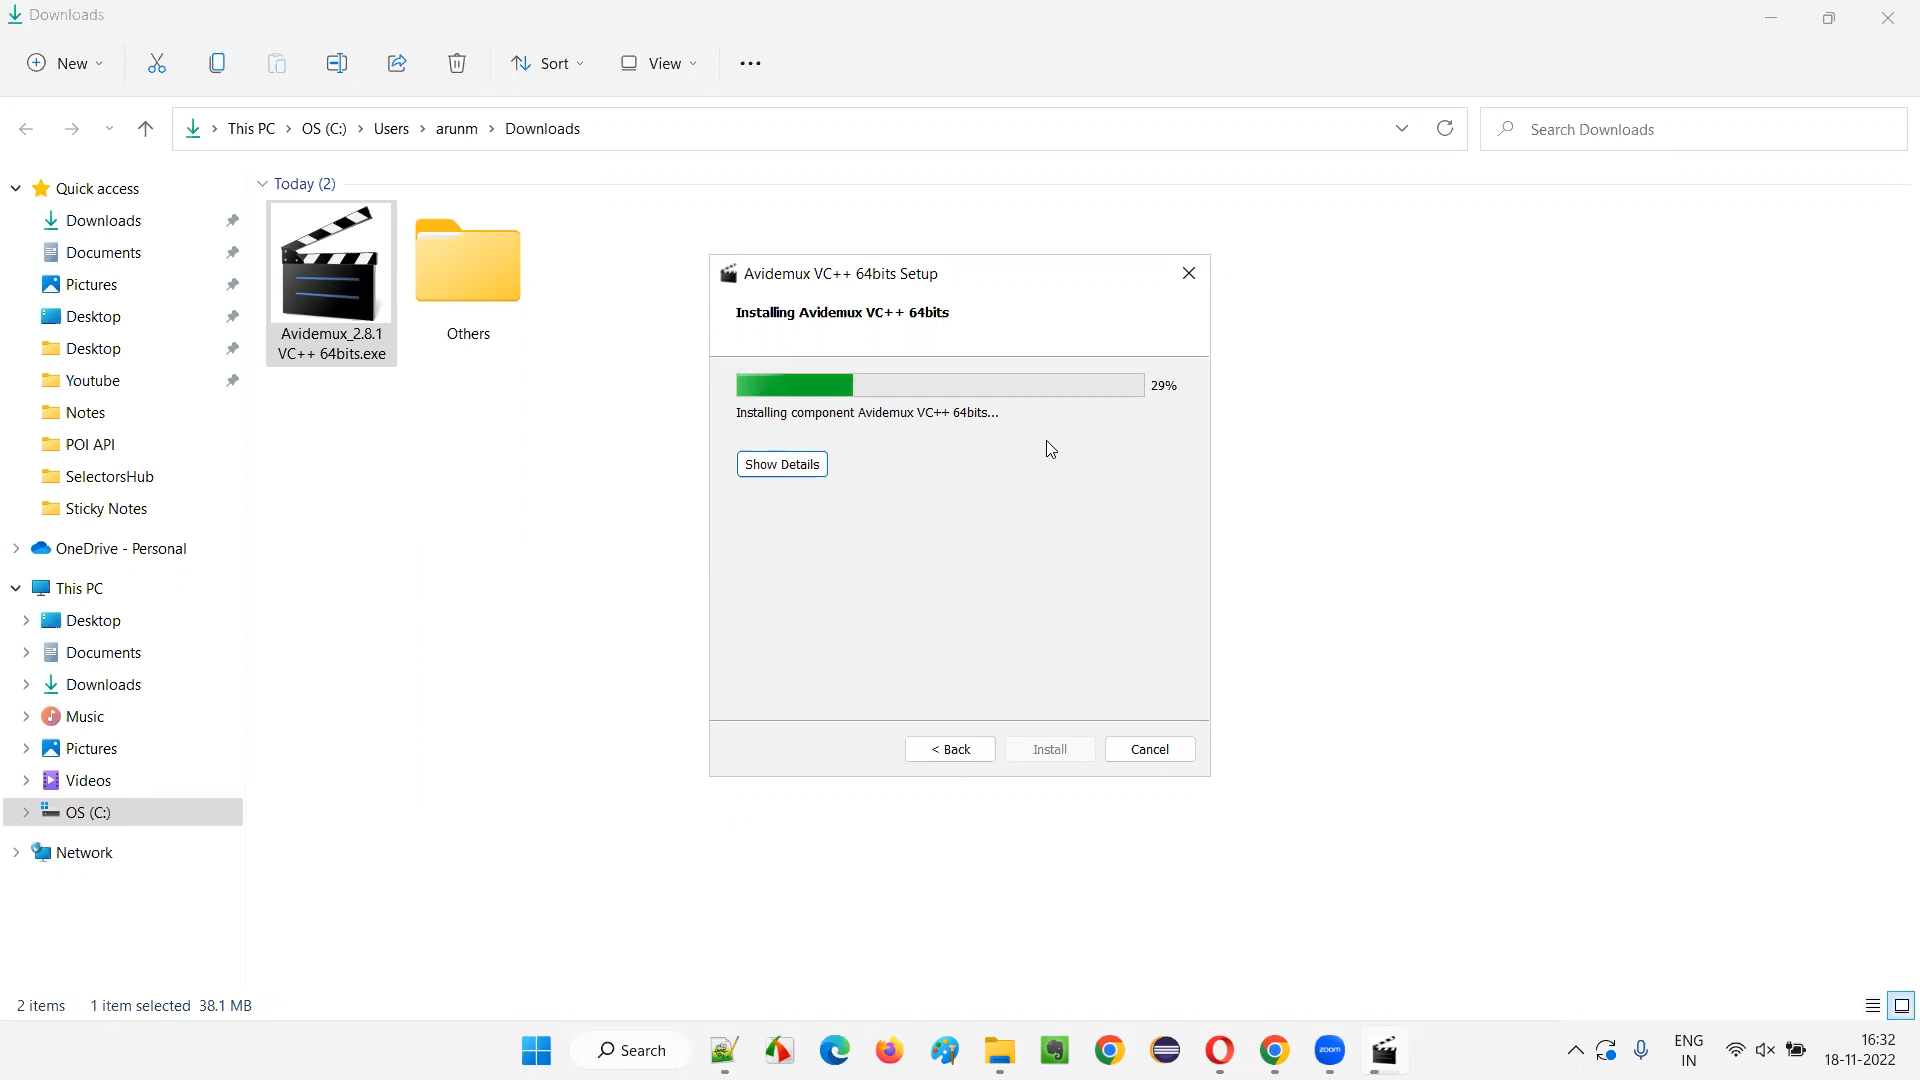 Downloads
New
Sort
View
This PC > OS (C:) > Users > arunm > Downloads
Search Downloads
Quick access
Downloads
Documents
Pictures
Desktop
Desktop
Youtube
Notes
POI API
SelectorsHub
Sticky Notes
OneDrive - Personal
This PC
Desktop
Documents
Downloads
Music
Pictures
Videos
OS (C:)
Network
Today (2)
Avidemux_2.8.1
VC++ 64bits.exe
Others
Avidemux VC++ 64bits Setup
Installing Avidemux VC++ 64bits
29%
Installing component Avidemux VC++ 64bits...
Show Details
< Back
Install
Cancel
2 items
1 item selected 38.1 MB
Search
zoom
ENG
IN
16:32
18-11-2022